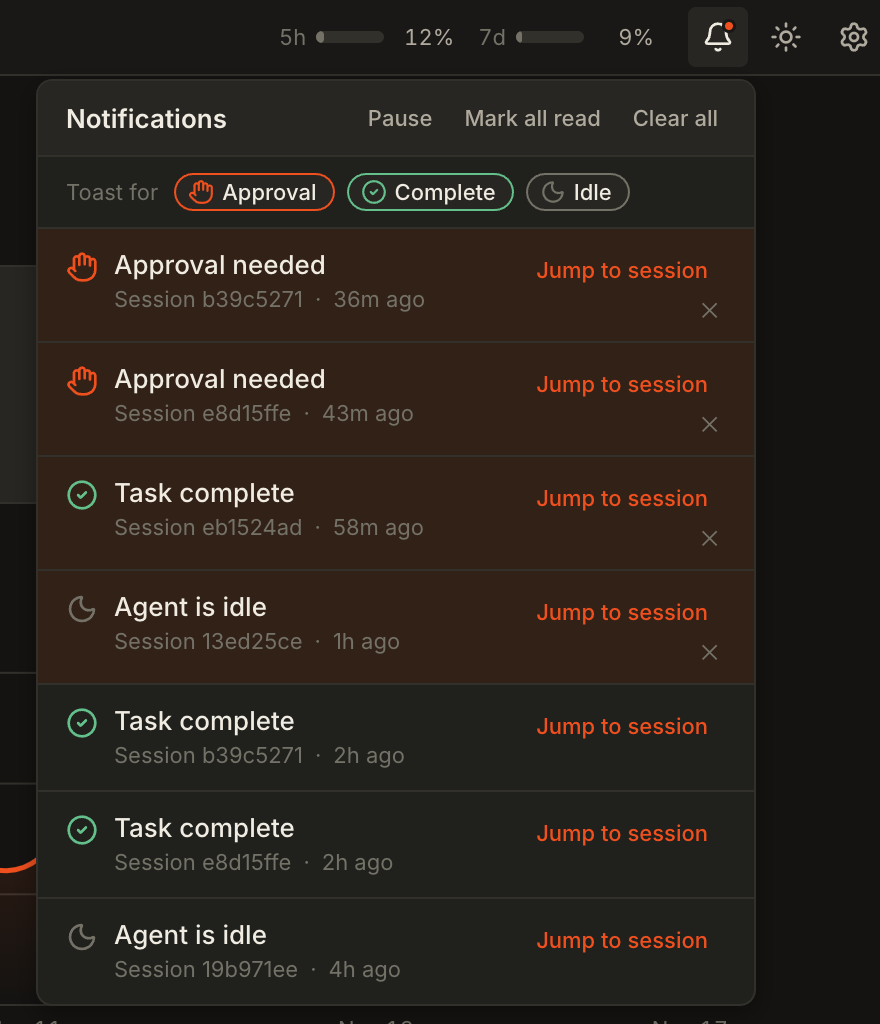 5h 12% 7d 9%
Notifications Pause Mark all read Clear all
Toast for Approval Complete Idle
Approval needed Jump to session
Session b39c5271 · 36m ago
Approval needed Jump to session
Session e8d15ffe · 43m ago
Task complete Jump to session
Session eb1524ad · 58m ago
Agent is idle Jump to session
Session 13ed25ce · 1h ago
Task complete Jump to session
Session b39c5271 · 2h ago
Task complete Jump to session
Session e8d15ffe · 2h ago
Agent is idle Jump to session
Session 19b971ee · 4h ago